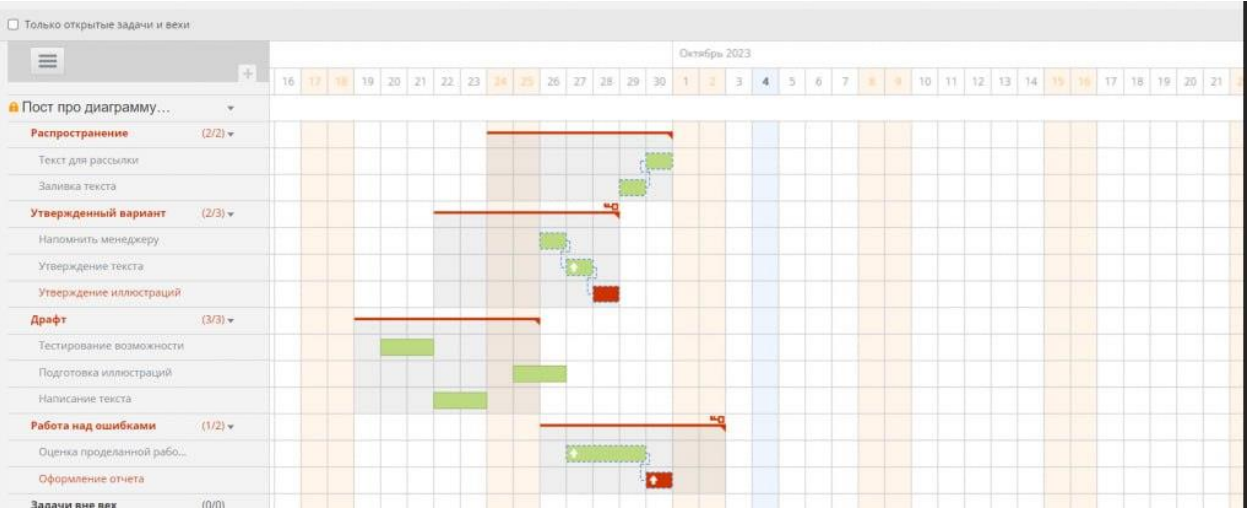 Только открытые задачи и вехи
Октябрь 2023
16 17 18 19 20 21 22 23 24 25 26 27 28 29 30 1 2 3 4 5 6 7 8 9 10 11 12 13 14 15 16 17 18 19 20 21
Пост про диаграмму...
Распространение (2/2)
Текст для рассылки
Заливка текста
Утвержденный вариант (2/3)
Напомнить менеджеру
Утверждение текста
Утверждение иллюстраций
Драфт (3/3)
Тестирование возможности
Подготовка иллюстраций
Написание текста
Работа над ошибками (1/2)
Оценка проделанной рабо...
Оформление отчета
Задачи вне вех (0/0)